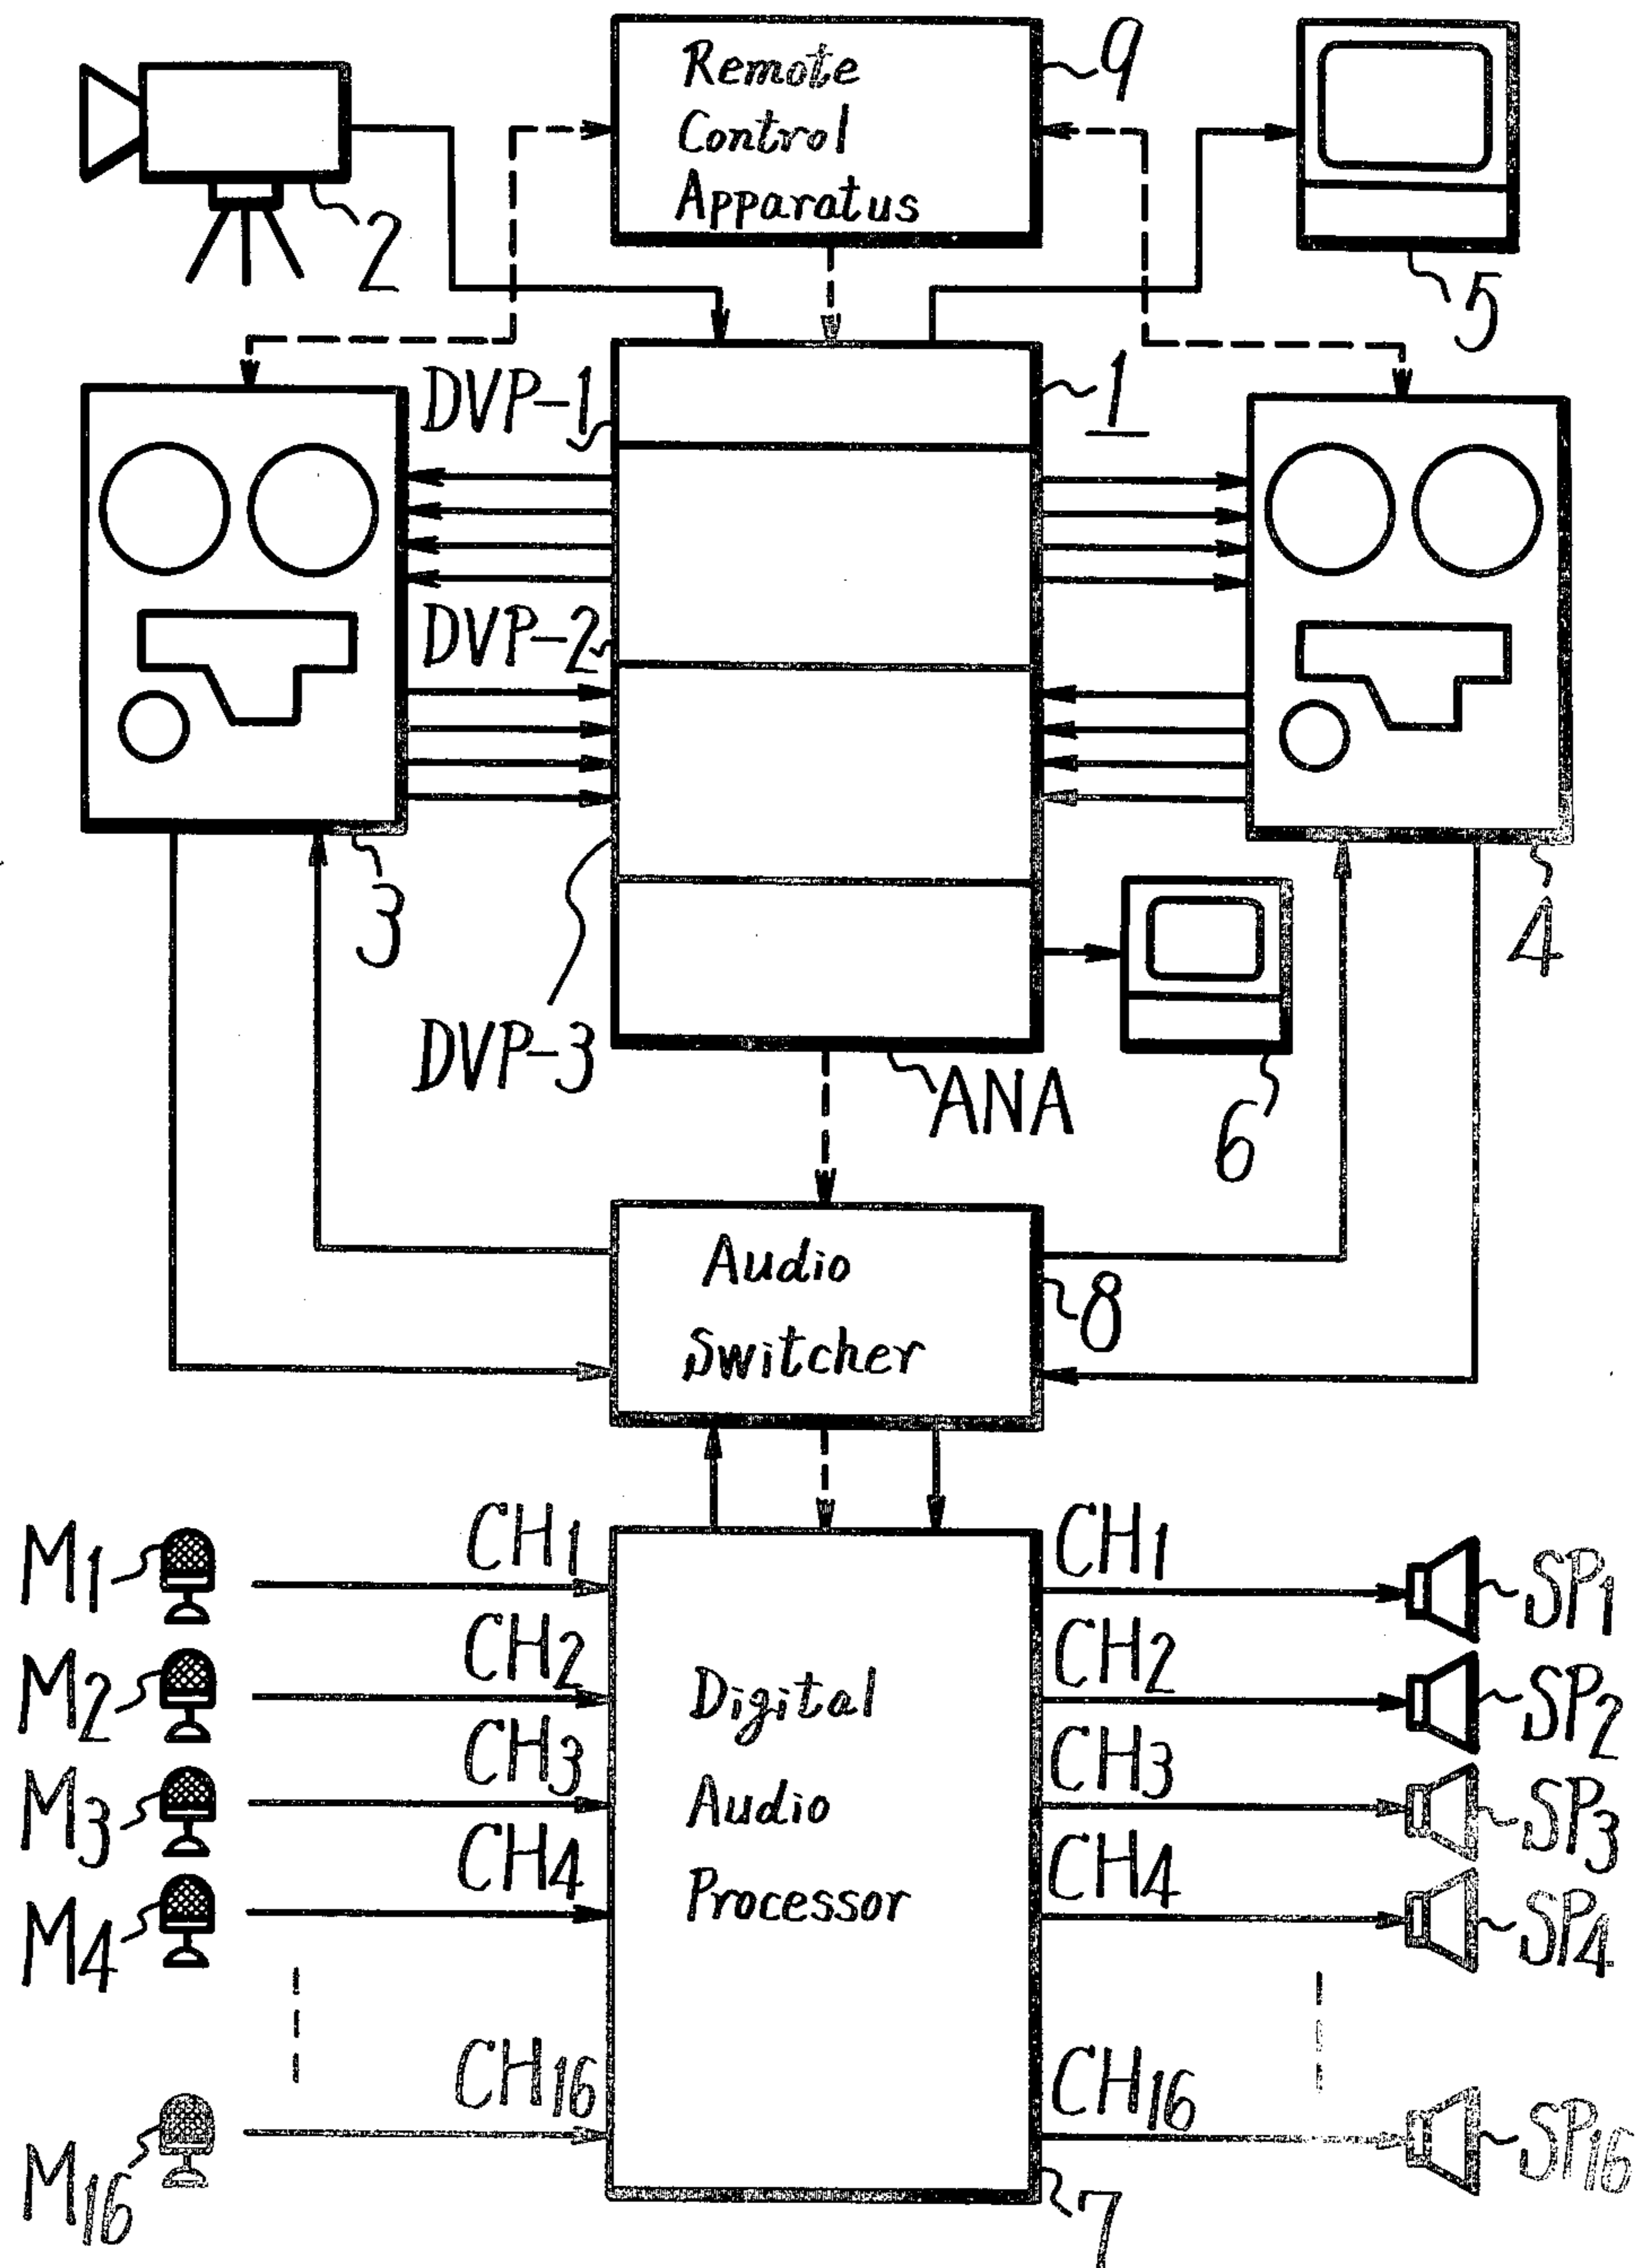 Remote
Control
Apparatus
9
2
5
DVP-1
1
DVP-2
3
4
DVP-3
ANA
6
Audio
Switcher
8
M1
CH1
CH1
SP1
M2
CH2
CH2
SP2
Digital
M3
CH3
CH3
SP3
Audio
M4
CH4
CH4
SP4
Processor
M16
CH16
CH16
SP16
7